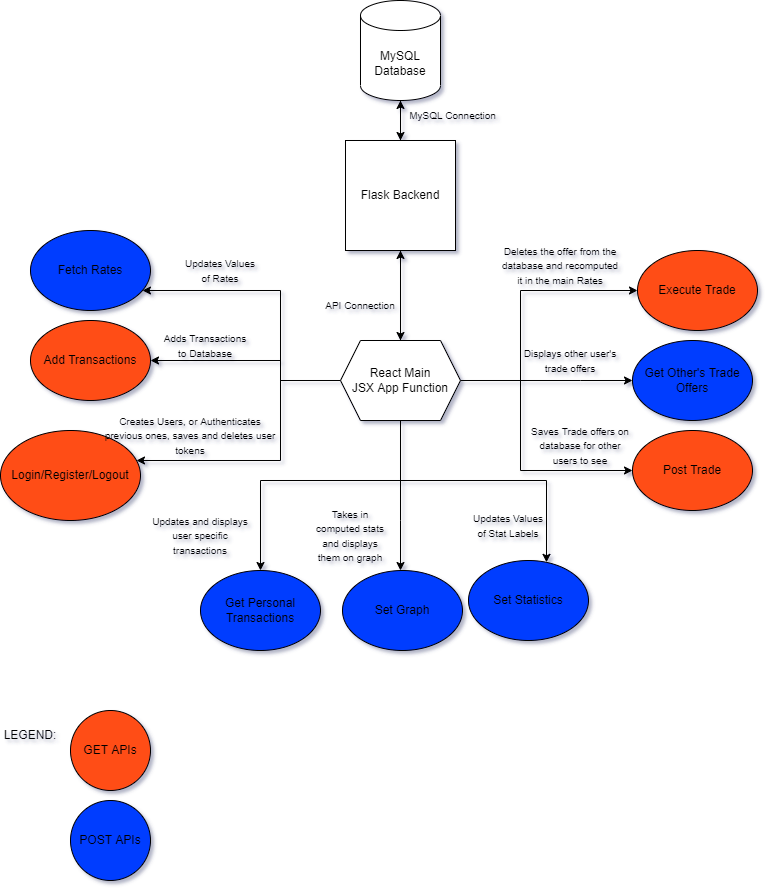 MySQL
Database
MySQL Connection
Flask Backend
API Connection
React Main
JSX App Function
Fetch Rates
Updates Values
of Rates
Add Transactions
Adds Transactions
to Database
Login/Register/Logout
Creates Users, or Authenticates
previous ones, saves and deletes user
tokens
Deletes the offer from the
database and recomputed
it in the main Rates
Execute Trade
Displays other user's
trade offers
Get Other's Trade
Offers
Saves Trade offers on
database for other
users to see
Post Trade
Updates and displays
user specific
transactions
Get Personal
Transactions
Takes in
computed stats
and displays
them on graph
Set Graph
Updates Values
of Stat Labels
Set Statistics
LEGEND:
GET APIs
POST APIs